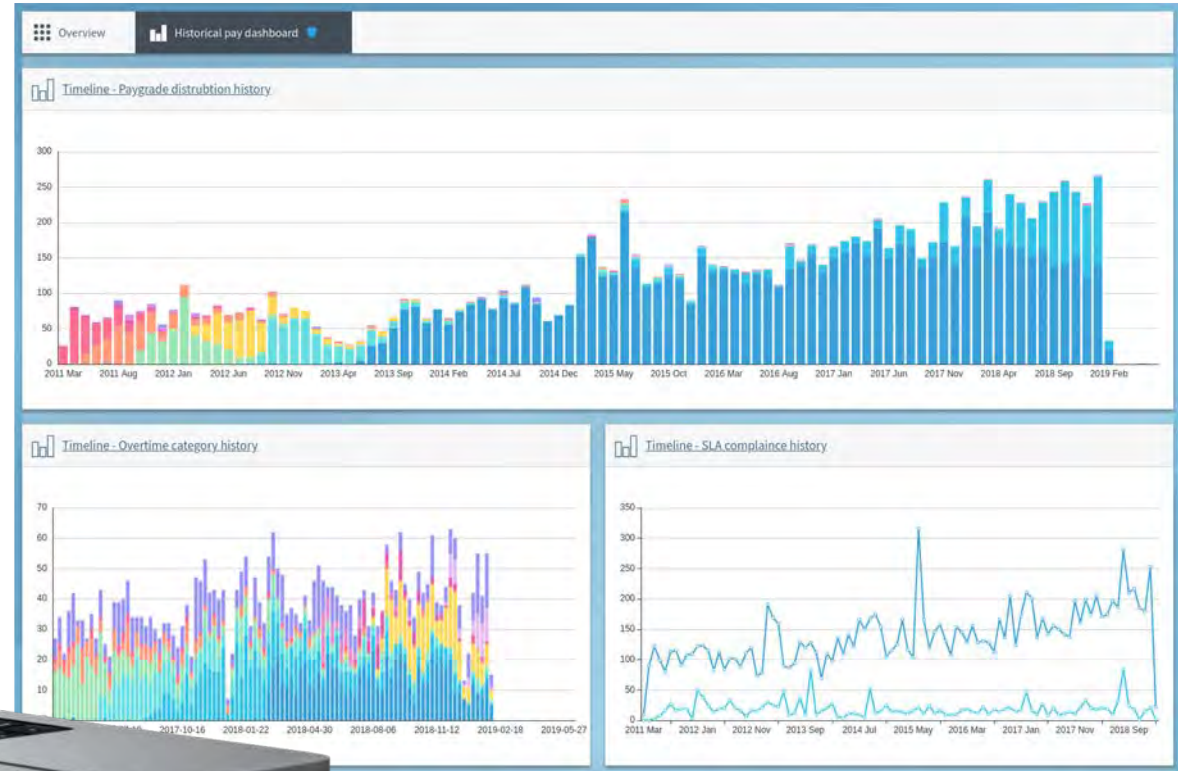 Overview
Historical pay dashboard
Timeline - Paygrade distrubtion history
300
250
200
150
100
50
0
2011 Mar 2011 Aug 2012 Jan 2012 Jun 2012 Nov 2013 Apr 2013 Sep 2014 Feb 2014 Jul 2014 Dec 2015 May 2015 Oct 2016 Mar 2016 Aug 2017 Jan 2017 Jun 2017 Nov 2018 Apr 2018 Sep 2019 Feb
Timeline - Overtime category history
70
60
50
40
30
20
10
2017-10-16 2018-01-22 2018-04-30 2018-08-06 2018-11-12 2019-02-18 2019-05-27
Timeline - SLA complaince history
350
300
250
200
150
100
50
0
2011 Mar 2012 Jan 2012 Nov 2013 Sep 2014 Jul 2015 May 2016 Mar 2017 Jan 2017 Nov 2018 Sep